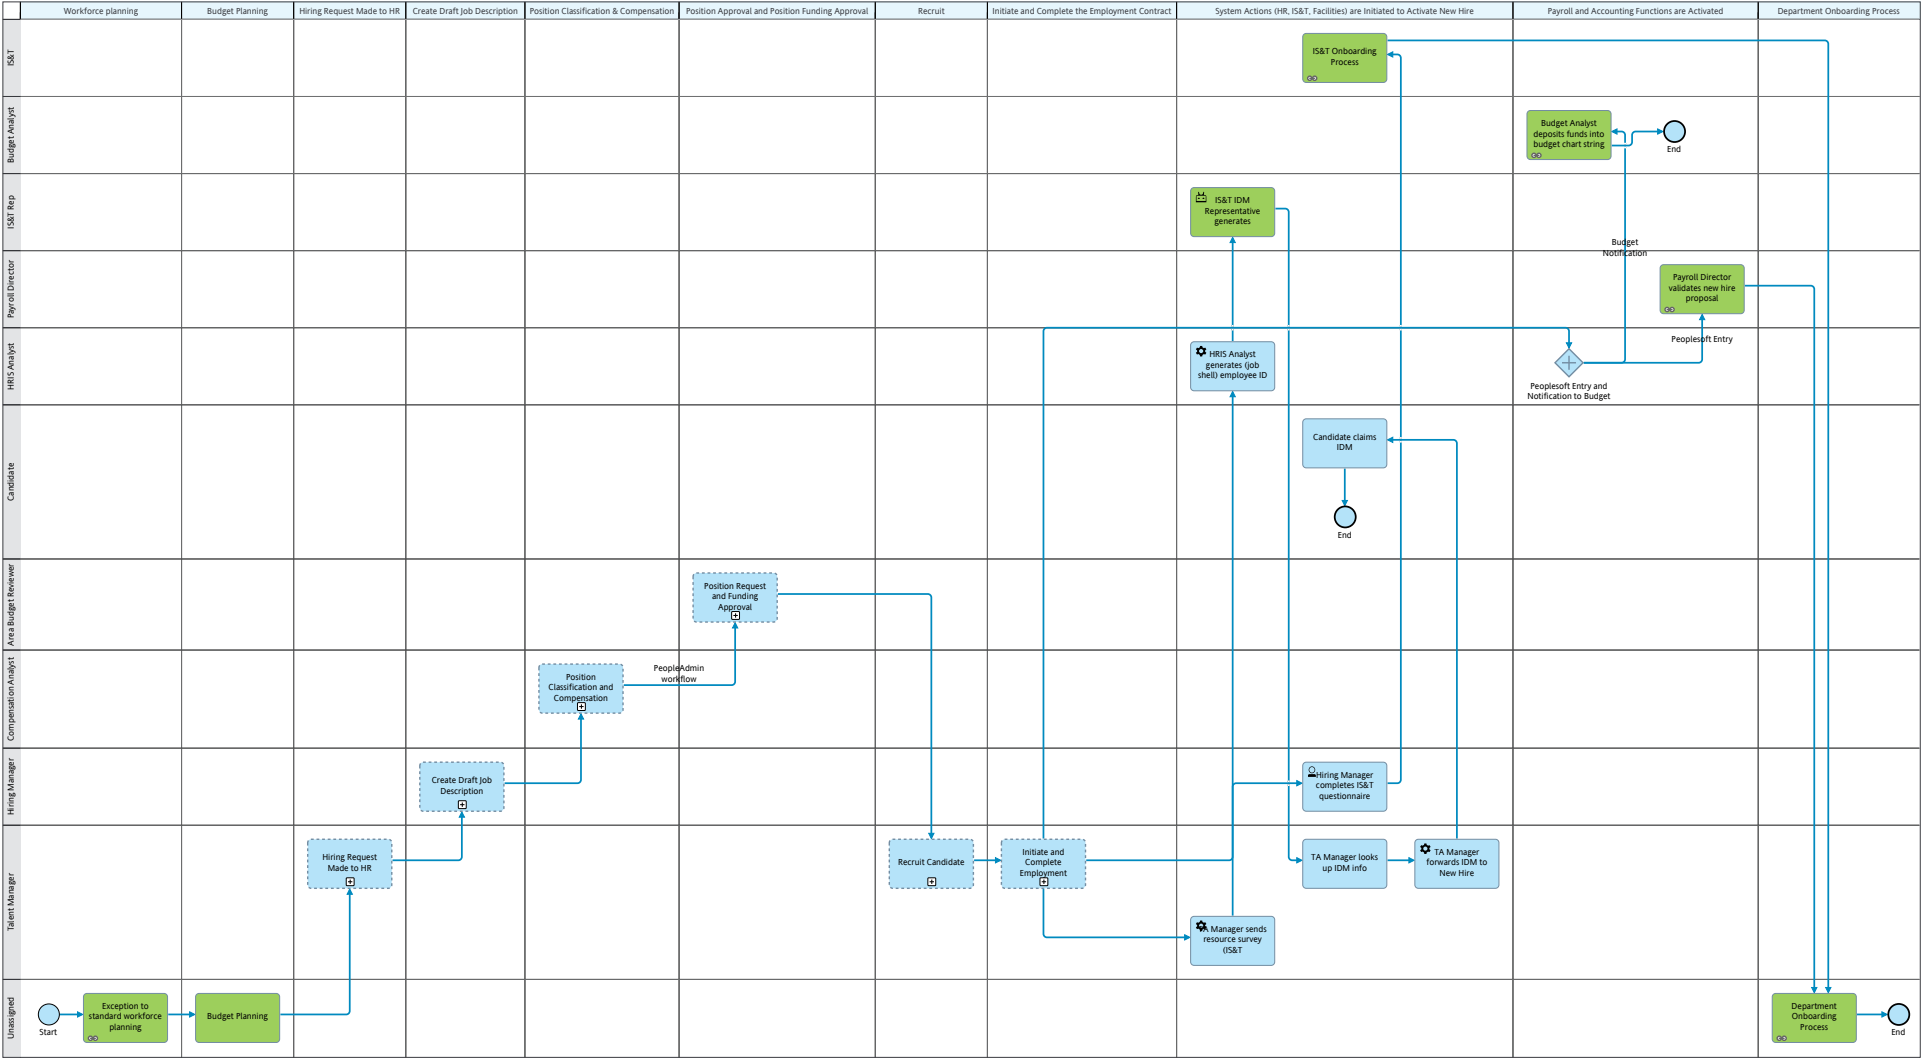 Workforce planning
Budget Planning
Hiring Request Made to HR
Create Draft Job Description
Position Classification & Compensation
Position Approval and Position Funding Approval
Recruit
Initiate and Complete the Employment Contract
System Actions (HR, IS&T, Facilities) are Initiated to Activate New Hire
Payroll and Accounting Functions are Activated
Department Onboarding Process
IS&T
IS&T Onboarding
Process
Budget Analyst
Budget Analyst
deposits funds into
budget chart string
End
IS&T Rep
IS&T IDM
Representative
generates
Budget
Notification
Payroll Director
Payroll Director
validates new hire
proposal
HRIS Analyst
HRIS Analyst
generates (job
shell) employee ID
Peoplesoft Entry
Peoplesoft Entry and
Notification to Budget
Candidate
Candidate claims
IDM
End
Area Budget Reviewer
Position Request
and Funding
Approval
Compensation Analyst
Position
Classification and
Compensation
PeopleAdmin
workflow
Hiring Manager
Create Draft Job
Description
Hiring Manager
completes IS&T
questionnaire
Talent Manager
Hiring Request
Made to HR
Recruit Candidate
Initiate and
Complete
Employment
TA Manager looks
up IDM info
TA Manager
forwards IDM to
New Hire
TA Manager sends
resource survey
(IS&T
Unassigned
Start
Exception to
standard workforce
planning
Budget Planning
Department
Onboarding
Process
End